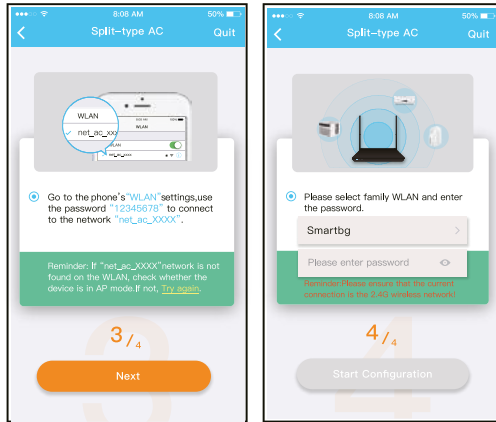 8:08 AM
50%
Split-type AC
Quit
WLAN
net_ac_xxx
WLAN
Go to the phone's"WLAN"settings,use
the password "12345678" to connect
to the network "net_ac_XXXX".
Reminder: If "net_ac_XXXX"network is not
found on the WLAN, check whether the
device is in AP mode.If not, Try again.
3/4
Next
8:08 AM
50%
Split-type AC
Quit
Please select family WLAN and enter
the password.
Smartbg
Please enter password
Reminder:Please ensure that the current
connection is the 2.4G wireless network!
4/4
Start Configuration